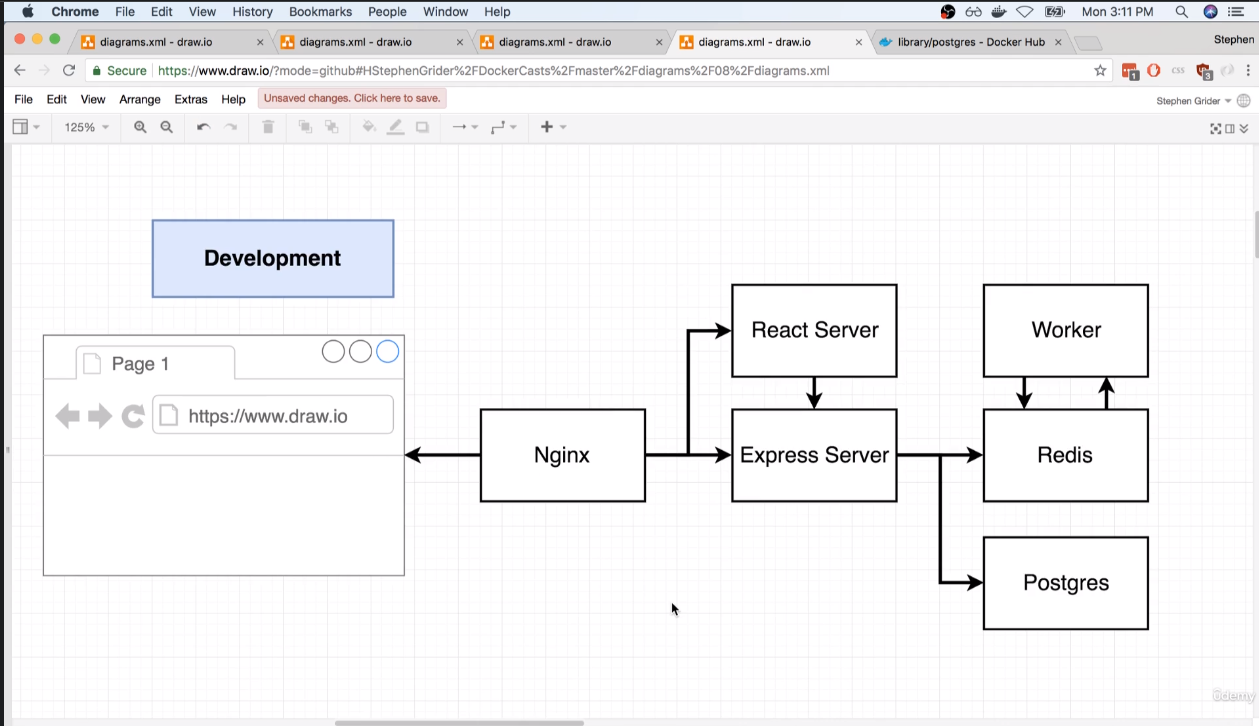 Chrome File Edit View History Bookmarks People Window Help Mon 3:11 PM
diagrams.xml - draw.io diagrams.xml - draw.io diagrams.xml - draw.io diagrams.xml - draw.io library/postgres - Docker Hub Stephen
Secure https://www.draw.io/?mode=github#HStephenGrider%2FDockerCasts%2Fmaster%2Fdiagrams%2F08%2Fdiagrams.xml 1 CSS 3
File Edit View Arrange Extras Help Unsaved changes. Click here to save. Stephen Grider
125%
Development
Page 1
https://www.draw.io
Nginx
React Server
Express Server
Worker
Redis
Postgres
ûdemy